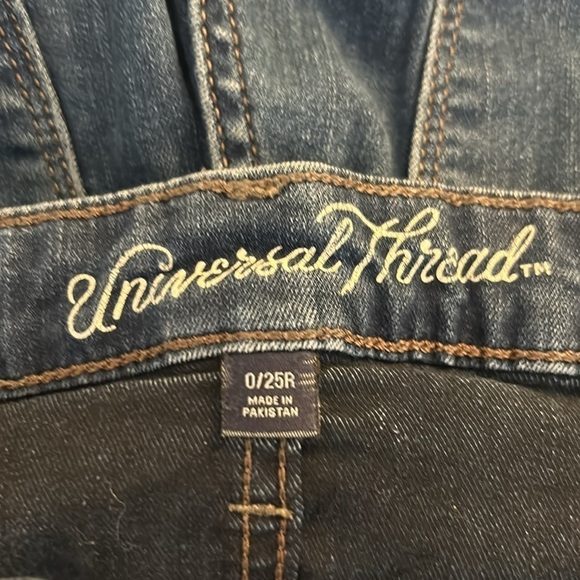 Universal Thread™
0/25R
MADE IN
PAKISTAN